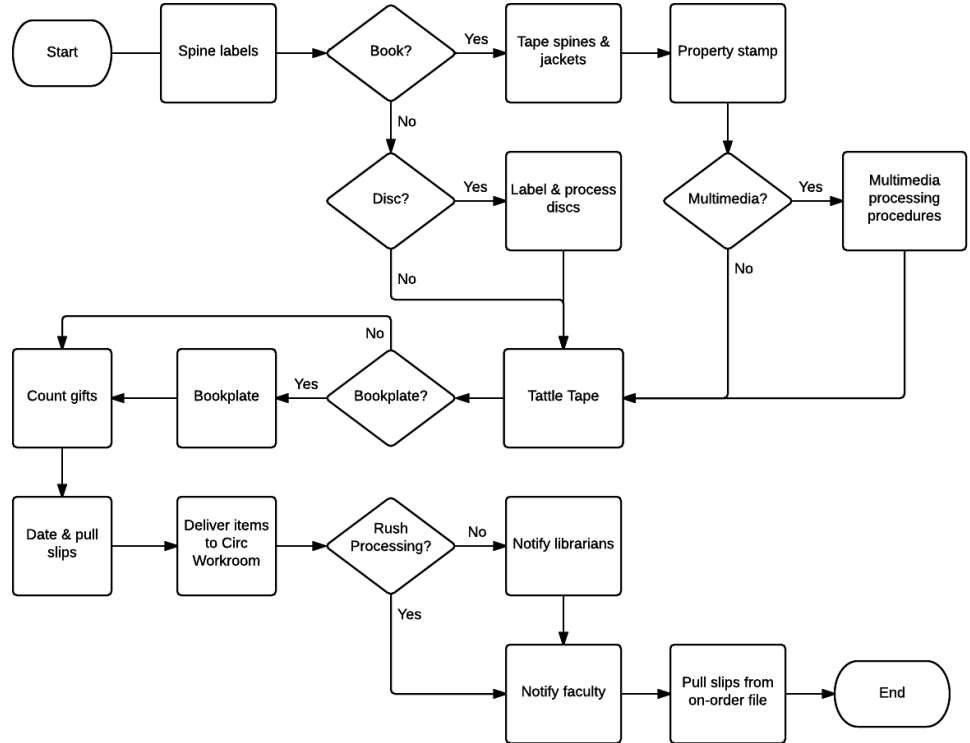 Start
Spine labels
Book?
Yes
Tape spines &
jackets
Property stamp
No
Disc?
Yes
Label & process
discs
Multimedia?
Yes
Multimedia
processing
procedures
No
No
No
Count gifts
Bookplate
Yes
Bookplate?
Tattle Tape
Date & pull
slips
Deliver items
to Circ
Workroom
Rush
Processing?
No
Notify librarians
Yes
Notify faculty
Pull slips from
on-order file
End